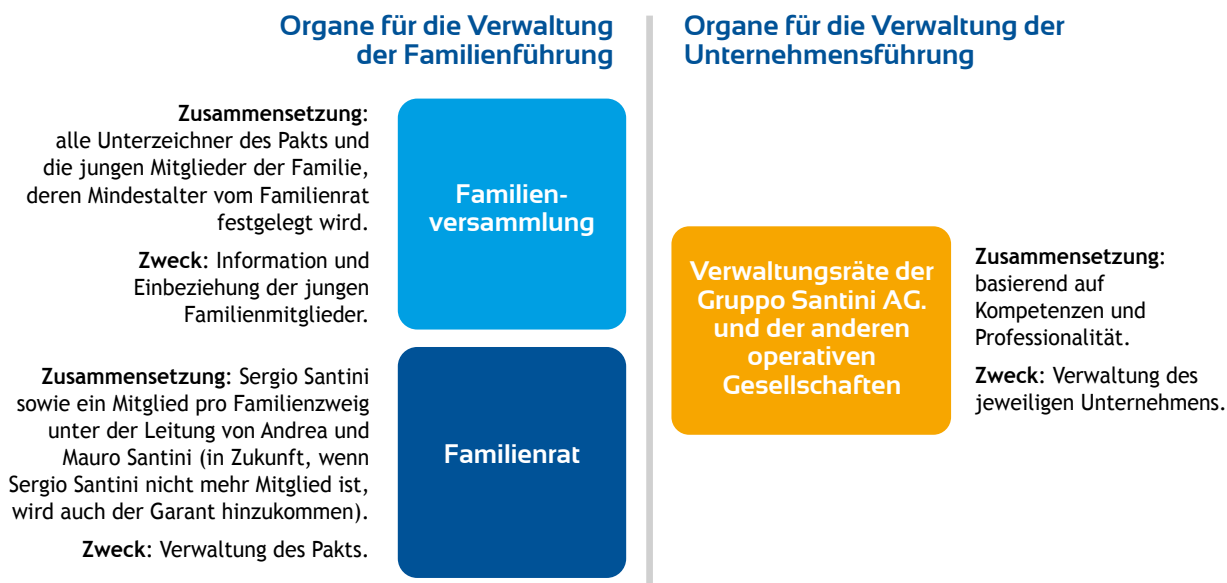 Organe für die Verwaltung
der Familienführung
Zusammensetzung:
alle Unterzeichner des Pakts und
die jungen Mitglieder der Familie,
deren Mindestalter vom Familienrat
festgelegt wird.
Zweck: Information und
Einbeziehung der jungen
Familienmitglieder.
Familien-
versammlung
Zusammensetzung: Sergio Santini
sowie ein Mitglied pro Familienzweig
unter der Leitung von Andrea und
Mauro Santini (in Zukunft, wenn
Sergio Santini nicht mehr Mitglied ist,
wird auch der Garant hinzukommen).
Zweck: Verwaltung des Pakts.
Familienrat
Organe für die Verwaltung der
Unternehmensführung
Verwaltungsräte der
Gruppo Santini AG.
und der anderen
operativen
Gesellschaften
Zusammensetzung:
basierend auf
Kompetenzen und
Professionalität.
Zweck: Verwaltung des
jeweiligen Unternehmens.